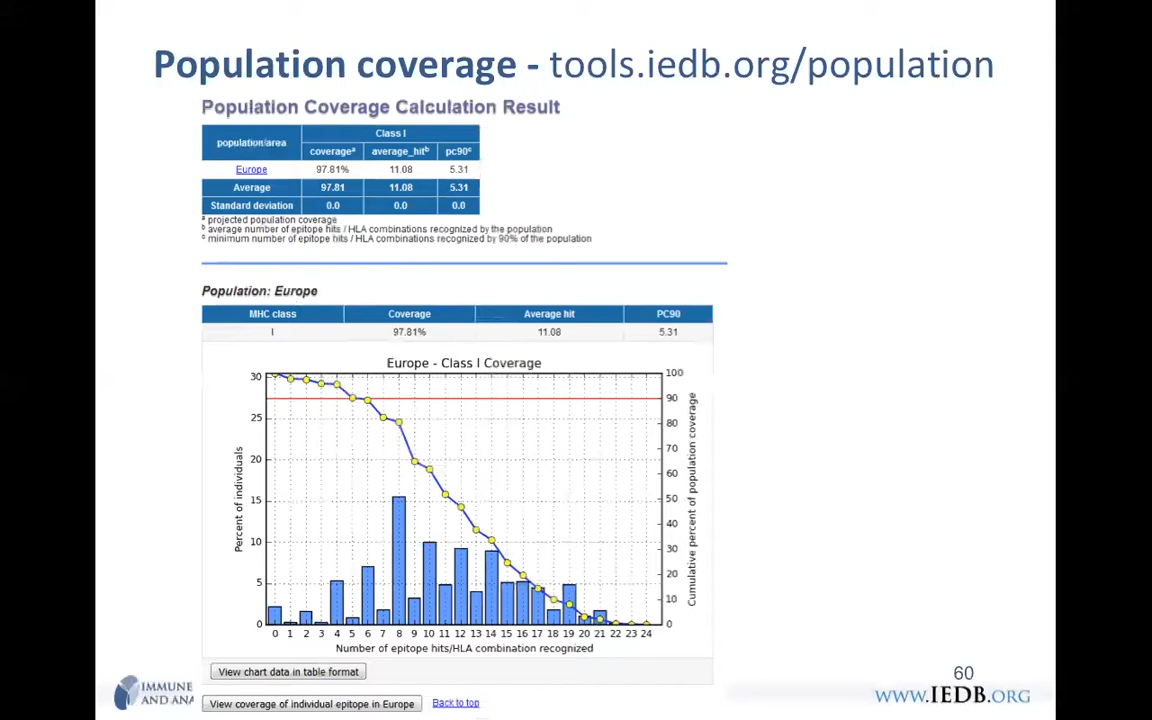 Population coverage - tools.iedb.org/population
Population Coverage Calculation Result
population/area
Class I
coverageᵃ average_hitᵇ pc90ᶜ
Europe 97.81% 11.08 5.31
Average 97.81 11.08 5.31
Standard deviation 0.0 0.0 0.0
ᵃ projected population coverage
ᵇ average number of epitope hits / HLA combinations recognized by the population
ᶜ minimum number of epitope hits / HLA combinations recognized by 90% of the population
Population: Europe
MHC class Coverage Average hit PC90
I 97.81% 11.08 5.31
Europe - Class I Coverage
30
25
20
15
10
5
0
Percent of individuals
100
90
80
70
60
50
40
30
20
10
0
Cumulative percent of population coverage
0 1 2 3 4 5 6 7 8 9 10 11 12 13 14 15 16 17 18 19 20 21 22 23 24
Number of epitope hits/HLA combination recognized
View chart data in table format
View coverage of individual epitope in Europe Back to top
IMMUNE
AND ANA
60
WWW.IEDB.ORG